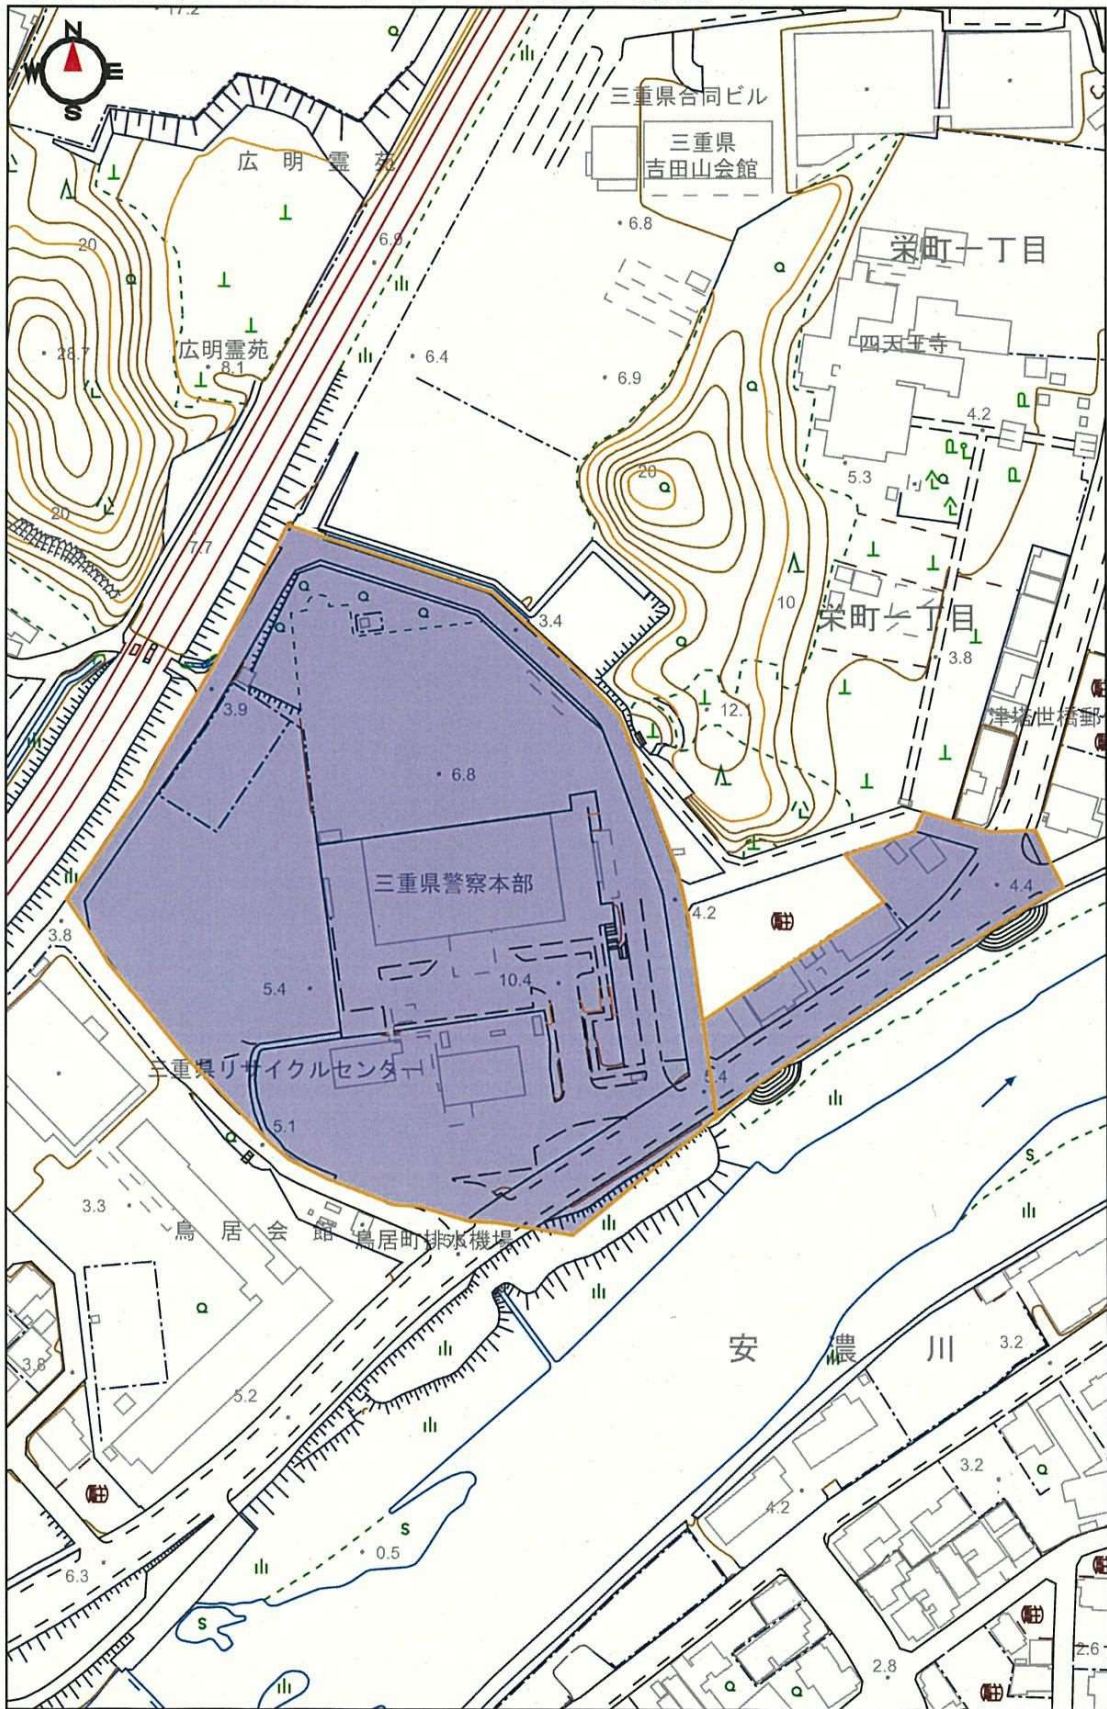 17.2
N
W E
S
三重県合同ビル
三重県
吉田山会館
広明霊苑
6.8
6.9
栄町一丁目
20
28.7
広明霊苑
8.1
6.4
6.9
四天王寺
4.2
5.3
20
20
7.7
10
栄町一丁目
3.4
3.8
3.9
12.1
津塔世橋郵
6.8
三重県警察本部
4.4
4.2
3.8
5.4
10.4
三重県リサイクルセンター
5.4
5.1
3.3
鳥居会館
鳥居町排水機場
安濃川
3.2
3.8
5.2
3.2
4.2
0.5
6.3
2.8
2.6